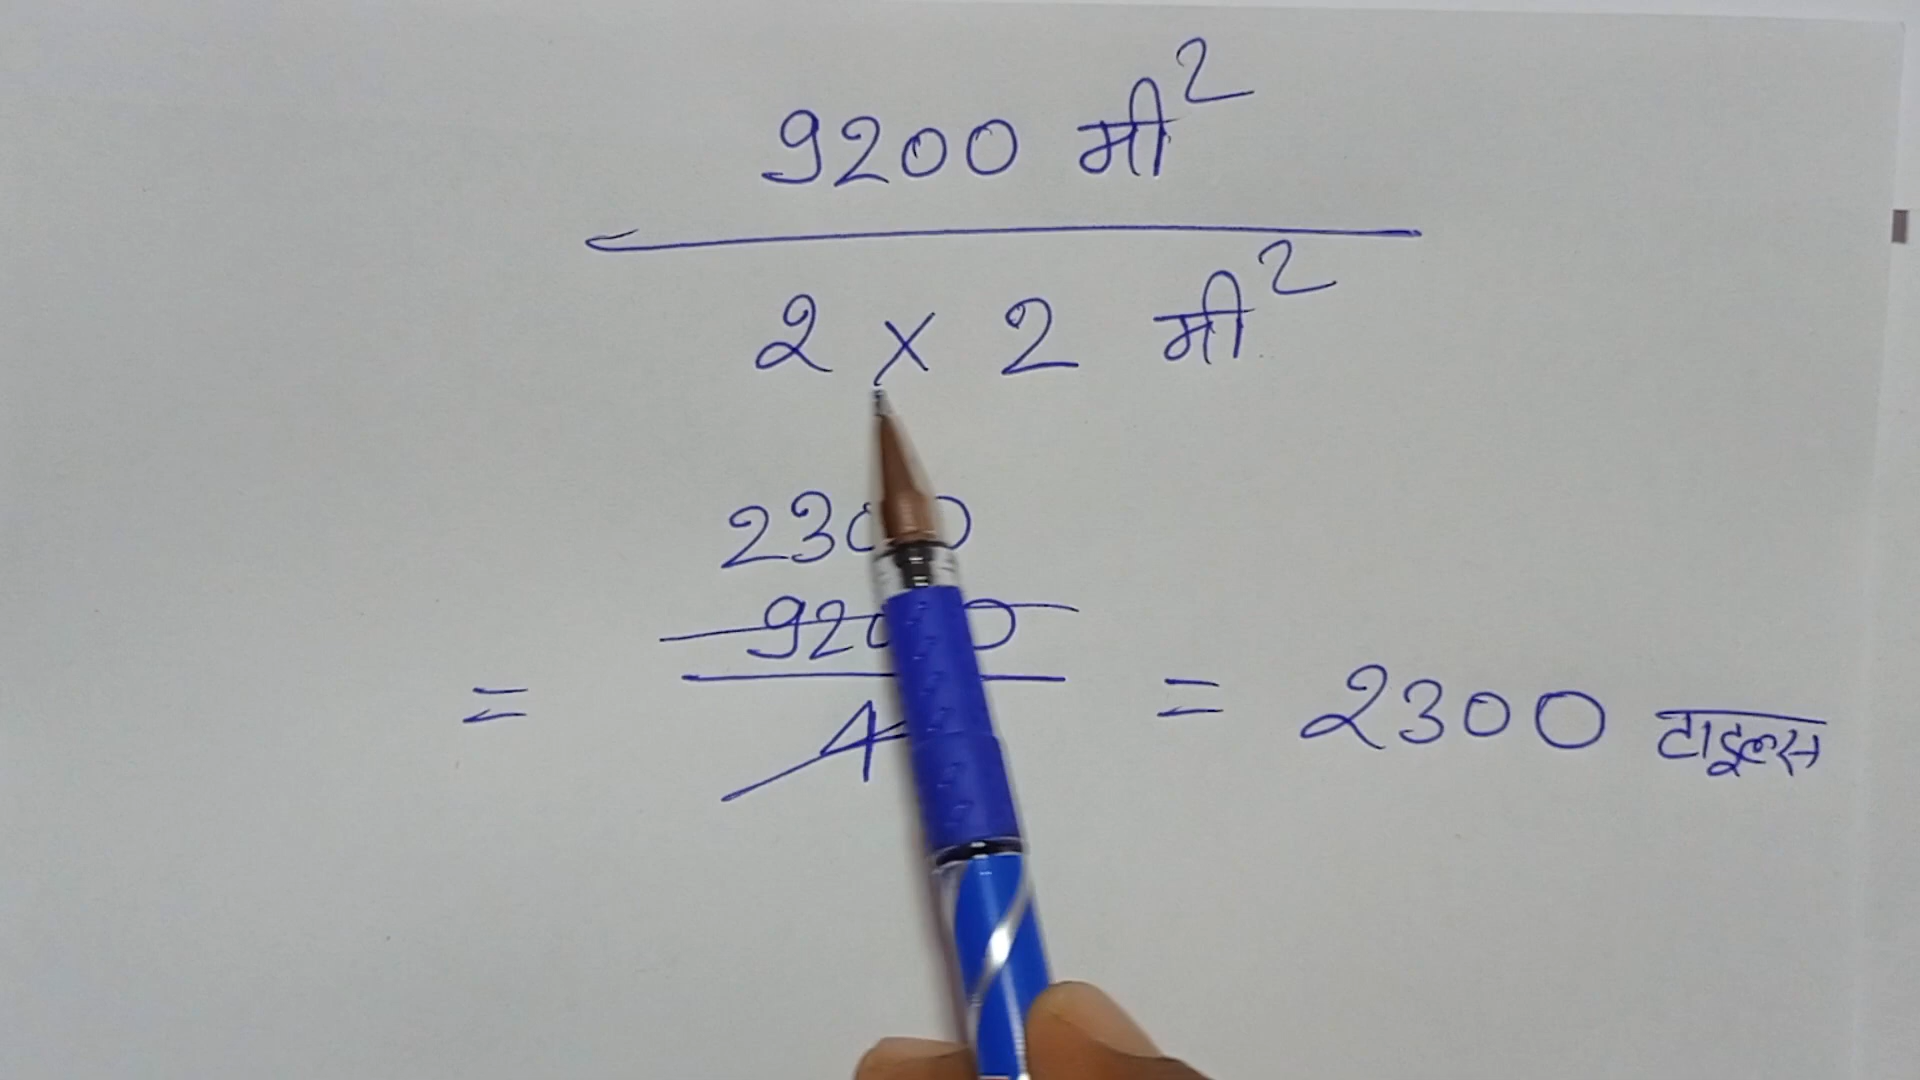 9200 मी²
2 × 2 मी²
2300
= 9200 / 4 = 2300 टाइल्स